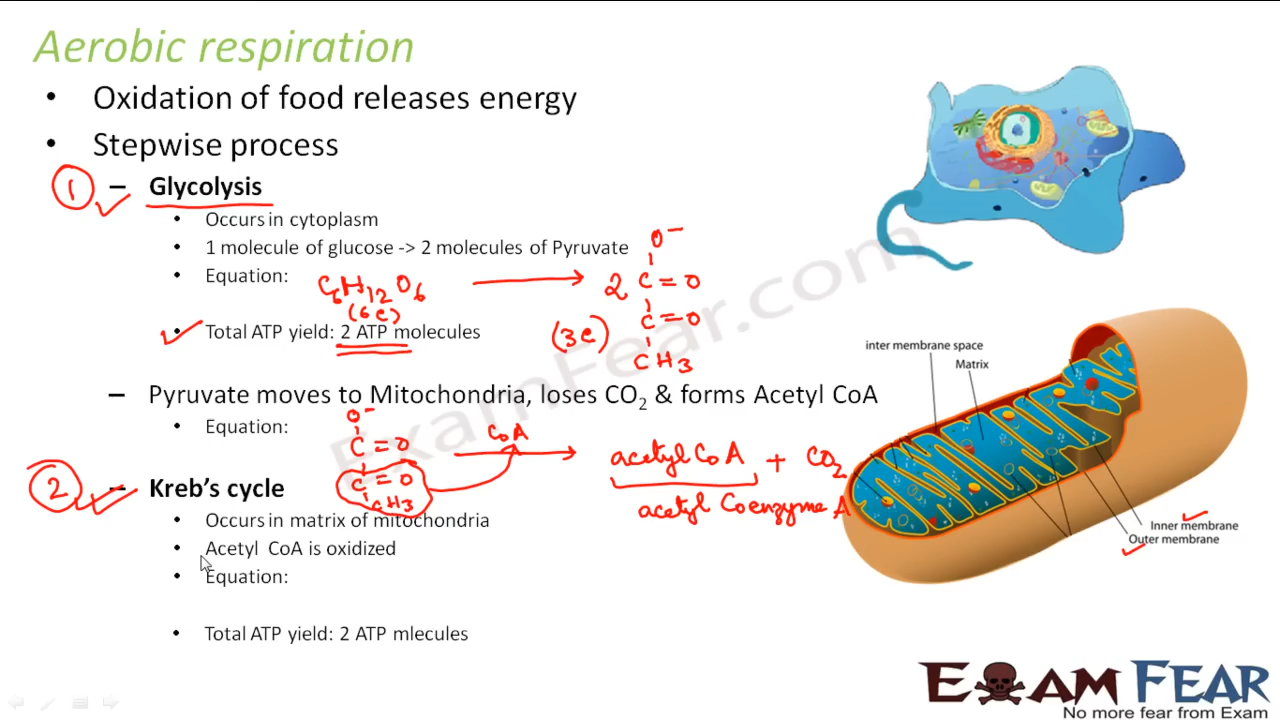 Aerobic respiration
• Oxidation of food releases energy
• Stepwise process
1 – Glycolysis
• Occurs in cytoplasm
• 1 molecule of glucose -> 2 molecules of Pyruvate
• Equation:
C6H12O6 → 2
(6C)
O⁻
C=O
C=O
CH3
(3C)
• Total ATP yield: 2 ATP molecules
– Pyruvate moves to Mitochondria, loses CO2 & forms Acetyl CoA
• Equation:
O⁻
C=O
C=O
CH3
CoA
acetyl CoA + CO2
acetyl Coenzyme A
2 – Kreb's cycle
• Occurs in matrix of mitochondria
• Acetyl CoA is oxidized
• Equation:
• Total ATP yield: 2 ATP mlecules
inter membrane space
Matrix
Inner membrane
Outer membrane
ExamFear.com
EXAM FEAR
No more fear from Exam